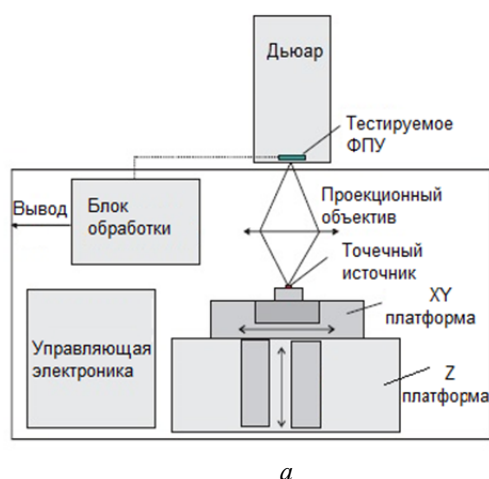 Дьюар
Тестируемое
ФПУ
Проекционный
объектив
Точечный
источник
XY
платформа
Z
платформа
Вывод
Блок
обработки
Управляющая
электроника
а